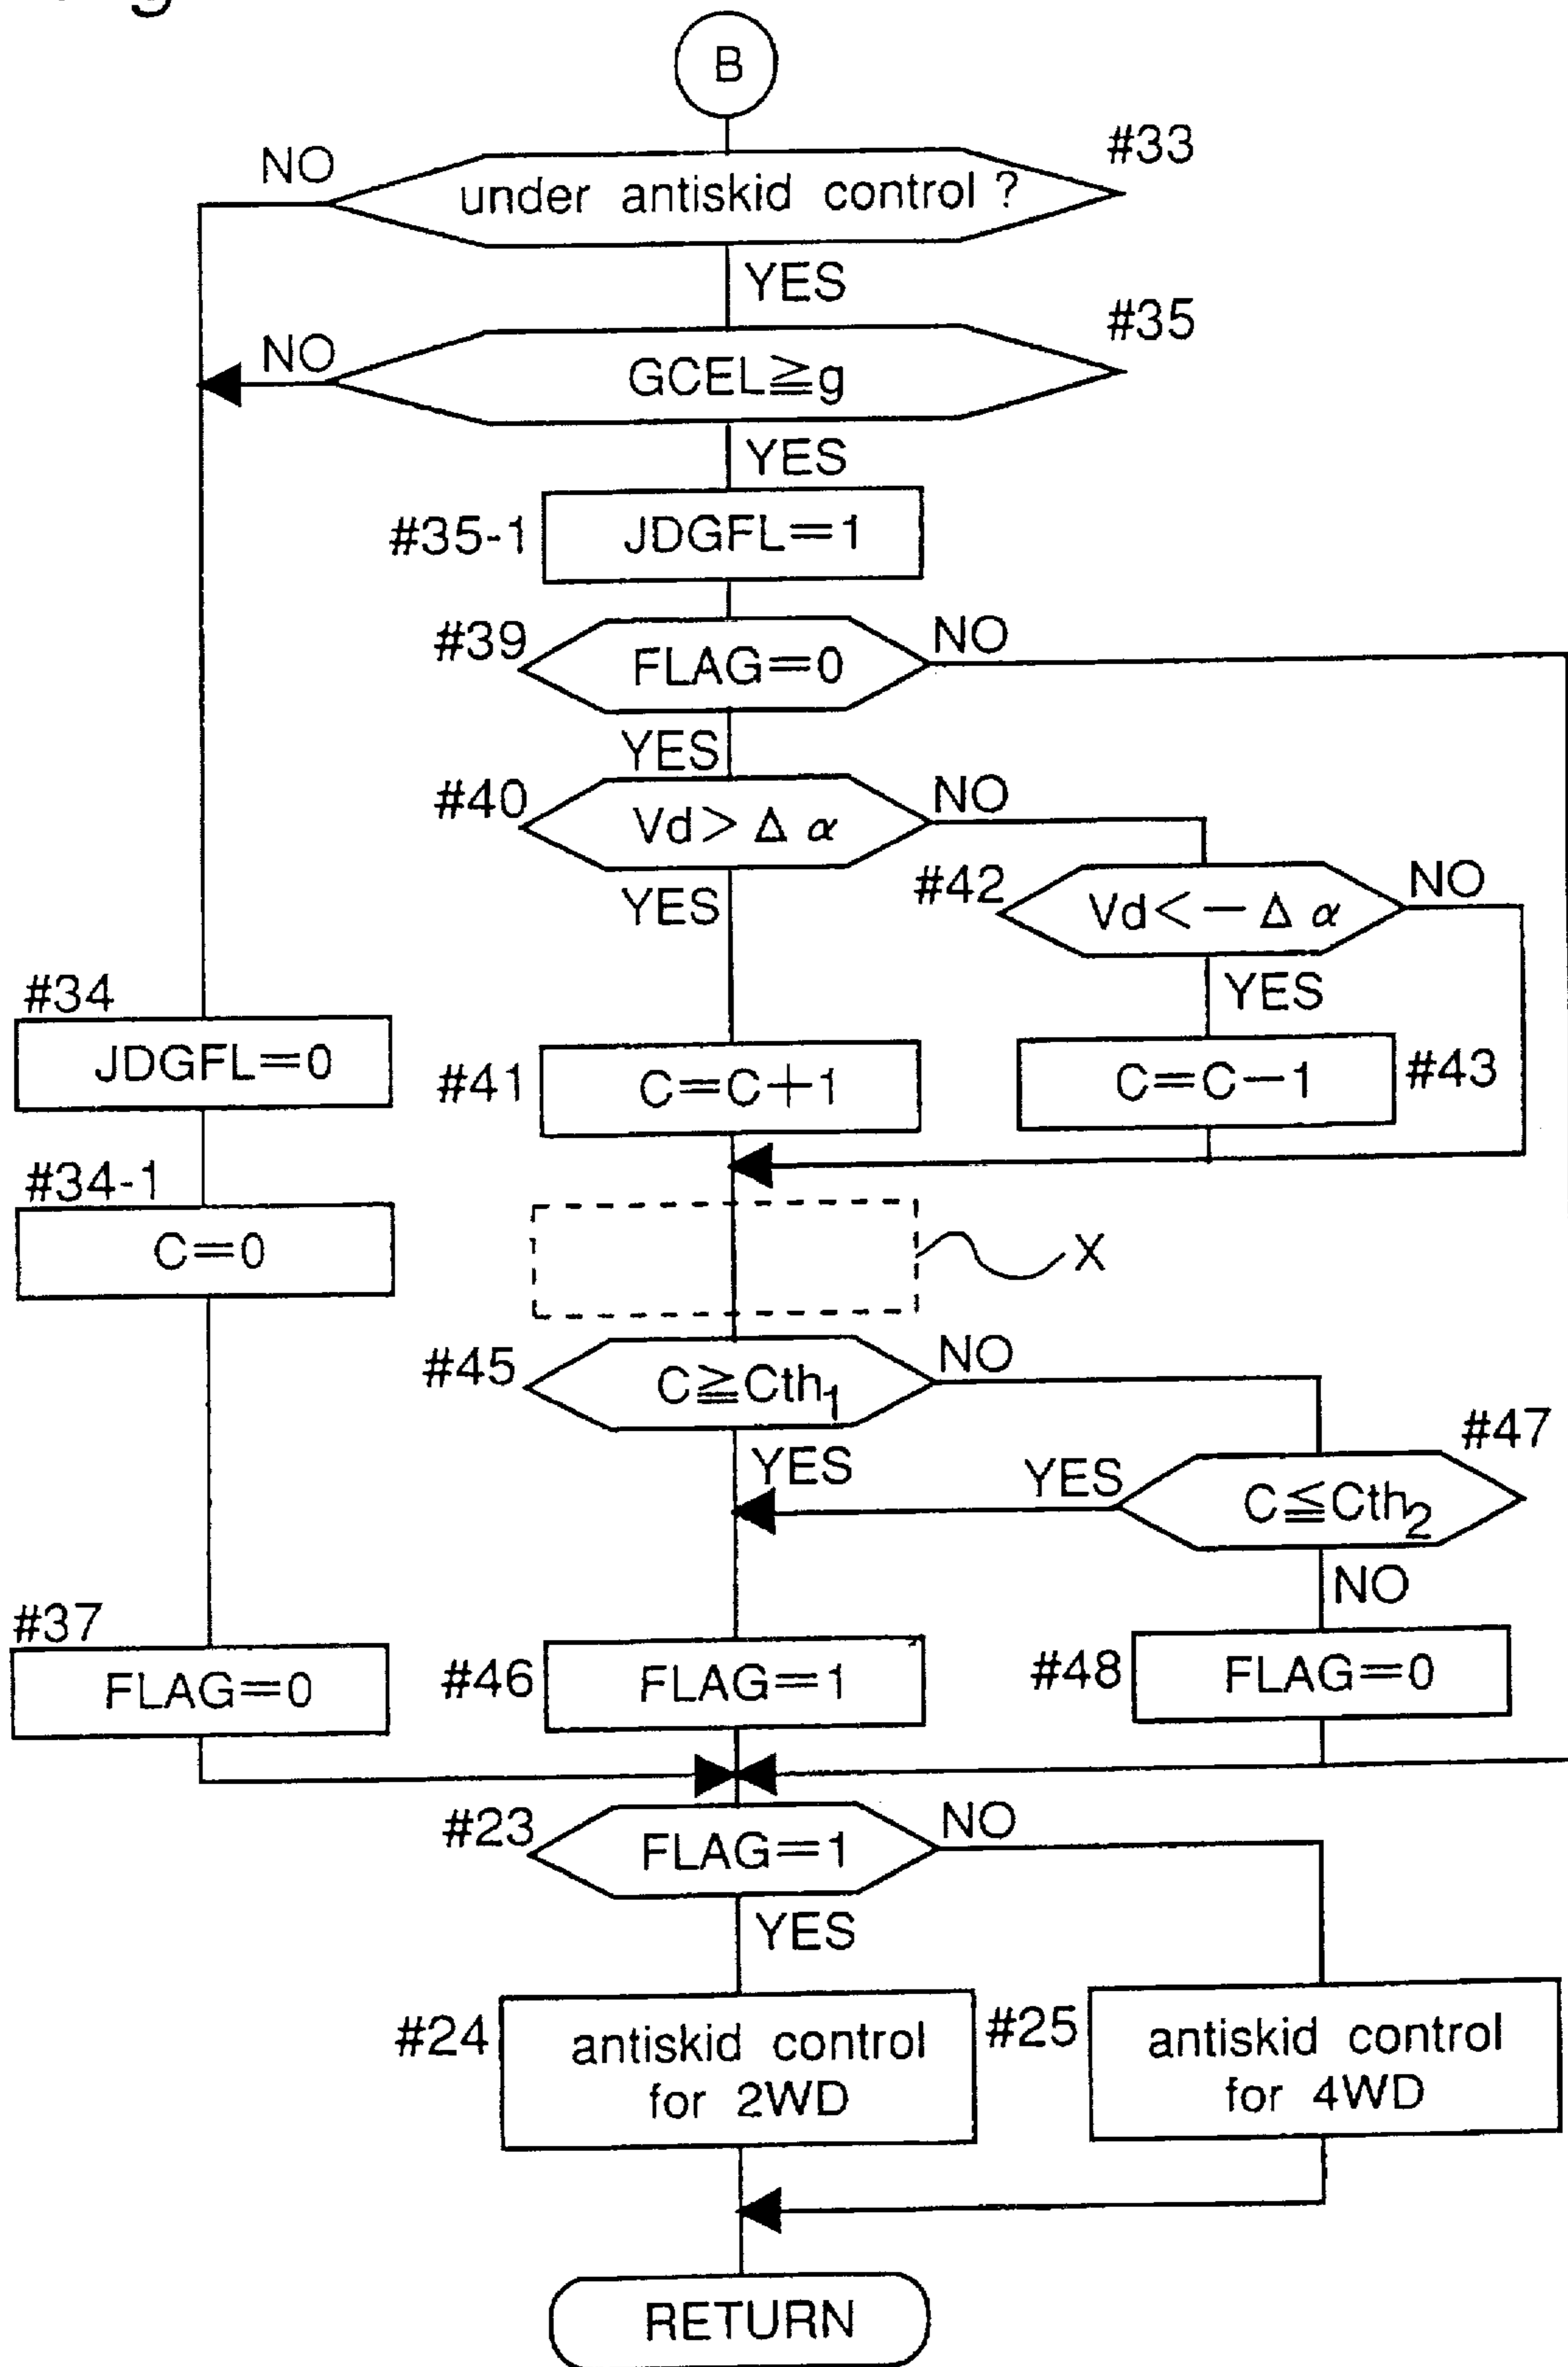 B
#33
NO
under antiskid control ?
YES
#35
NO
GCEL≧g
YES
#35-1
JDGFL=1
#39
FLAG=0
NO
YES
#40
Vd> Δ α
NO
YES
#42
Vd<− Δ α
NO
YES
#34
JDGFL=0
#41
C=C+1
C=C−1
#43
#34-1
C=0
X
#45
C≧Cth1
NO
YES
#47
YES
C≦Cth2
NO
#37
FLAG=0
#46
FLAG=1
#48
FLAG=0
#23
FLAG=1
NO
YES
#24
antiskid control
for 2WD
#25
antiskid control
for 4WD
RETURN